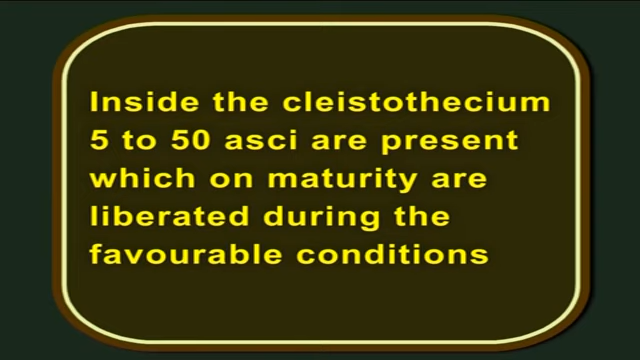 Inside the cleistothecium
5 to 50 asci are present
which on maturity are
liberated during the
favourable conditions